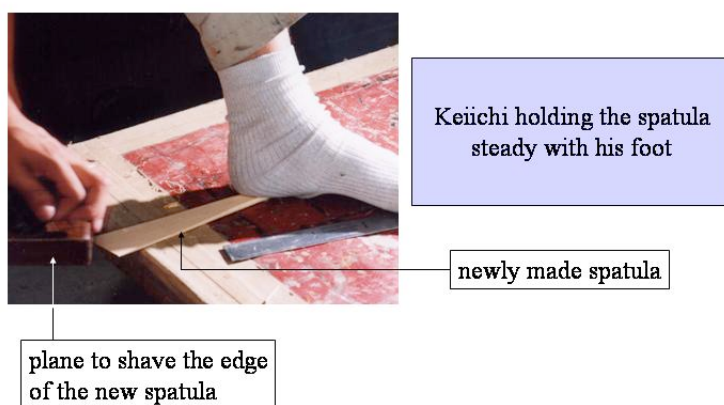 Keiichi holding the spatula
steady with his foot
newly made spatula
plane to shave the edge
of the new spatula